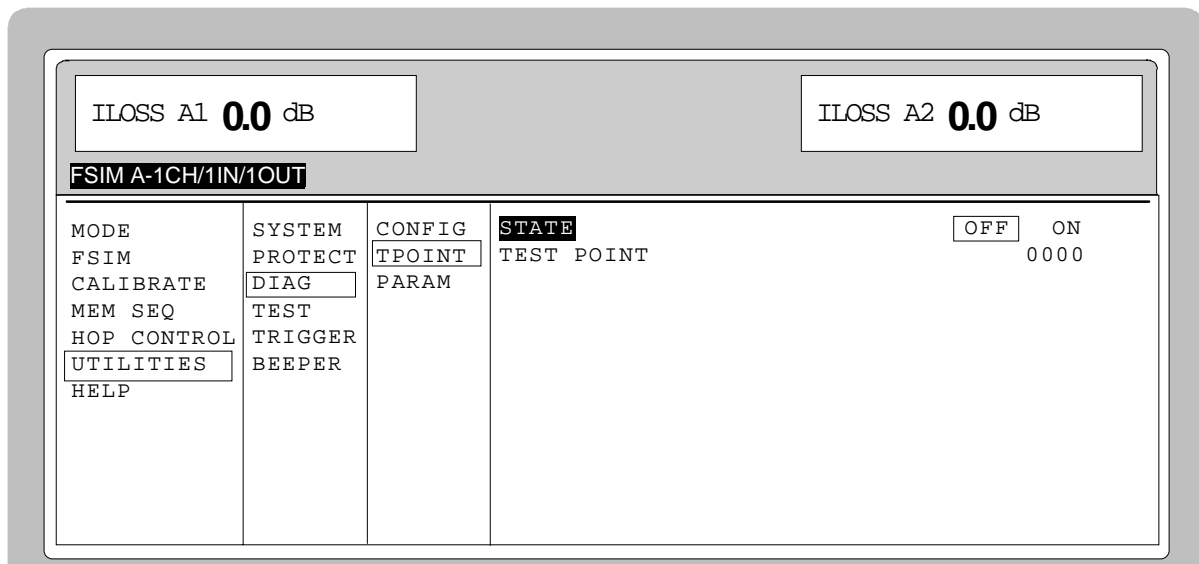 ILOSS A1 0.0 dB
ILOSS A2 0.0 dB
FSIM A-1CH/1IN/1OUT
MODE
FSIM
CALIBRATE
MEM SEQ
HOP CONTROL
UTILITIES
HELP
SYSTEM
PROTECT
DIAG
TEST
TRIGGER
BEEPER
CONFIG
TPOINT
PARAM
STATE OFF ON
TEST POINT 0000